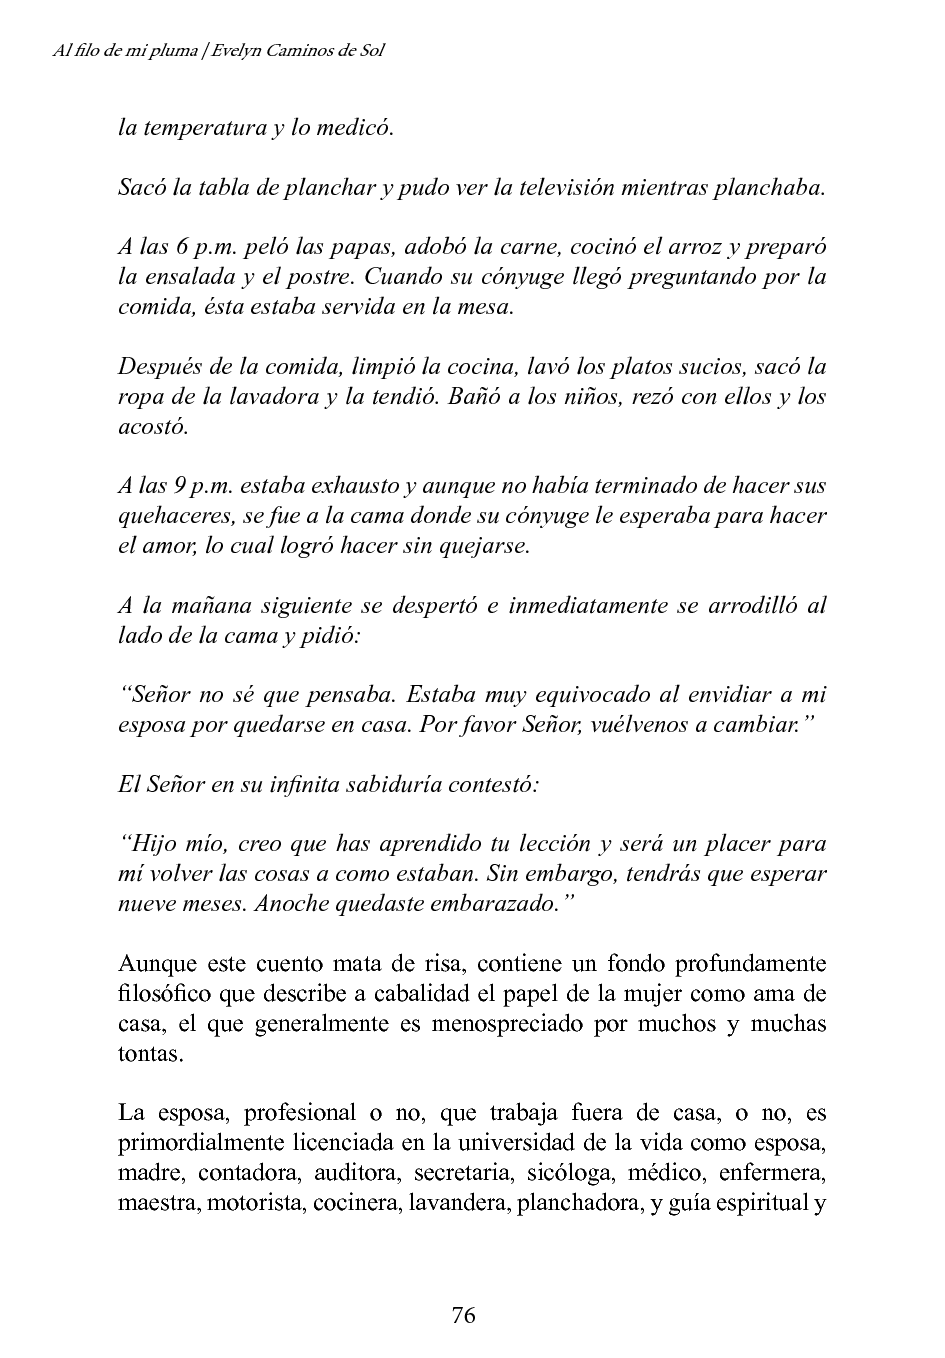 Al filo de mi pluma / Evelyn Caminos de Sol
la temperatura y lo medicó.
Sacó la tabla de planchar y pudo ver la televisión mientras planchaba.
A las 6 p.m. peló las papas, adobó la carne, cocinó el arroz y preparó
la ensalada y el postre. Cuando su cónyuge llegó preguntando por la
comida, ésta estaba servida en la mesa.
Después de la comida, limpió la cocina, lavó los platos sucios, sacó la
ropa de la lavadora y la tendió. Bañó a los niños, rezó con ellos y los
acostó.
A las 9 p.m. estaba exhausto y aunque no había terminado de hacer sus
quehaceres, se fue a la cama donde su cónyuge le esperaba para hacer
el amor, lo cual logró hacer sin quejarse.
A la mañana siguiente se despertó e inmediatamente se arrodilló al
lado de la cama y pidió:
“Señor no sé que pensaba. Estaba muy equivocado al envidiar a mi
esposa por quedarse en casa. Por favor Señor, vuélvenos a cambiar.”
El Señor en su infinita sabiduría contestó:
“Hijo mío, creo que has aprendido tu lección y será un placer para
mí volver las cosas a como estaban. Sin embargo, tendrás que esperar
nueve meses. Anoche quedaste embarazado.”
Aunque este cuento mata de risa, contiene un fondo profundamente
filosófico que describe a cabalidad el papel de la mujer como ama de
casa, el que generalmente es menospreciado por muchos y muchas
tontas.
La esposa, profesional o no, que trabaja fuera de casa, o no, es
primordialmente licenciada en la universidad de la vida como esposa,
madre, contadora, auditora, secretaria, sicóloga, médico, enfermera,
maestra, motorista, cocinera, lavandera, planchadora, y guía espiritual y
76